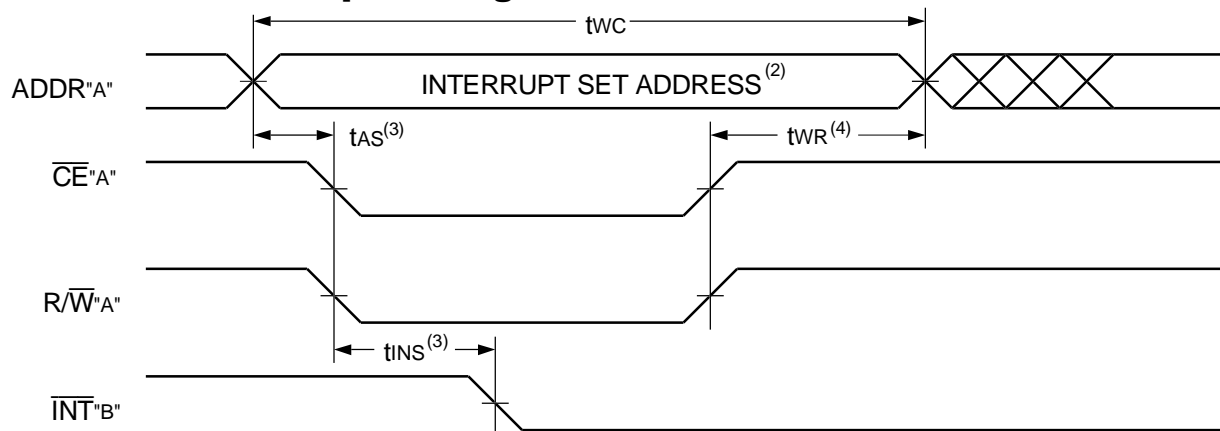 tWC
ADDR"A"
INTERRUPT SET ADDRESS(2)
tAS(3)
tWR(4)
CE"A"
R/W"A"
tINS(3)
INT"B"